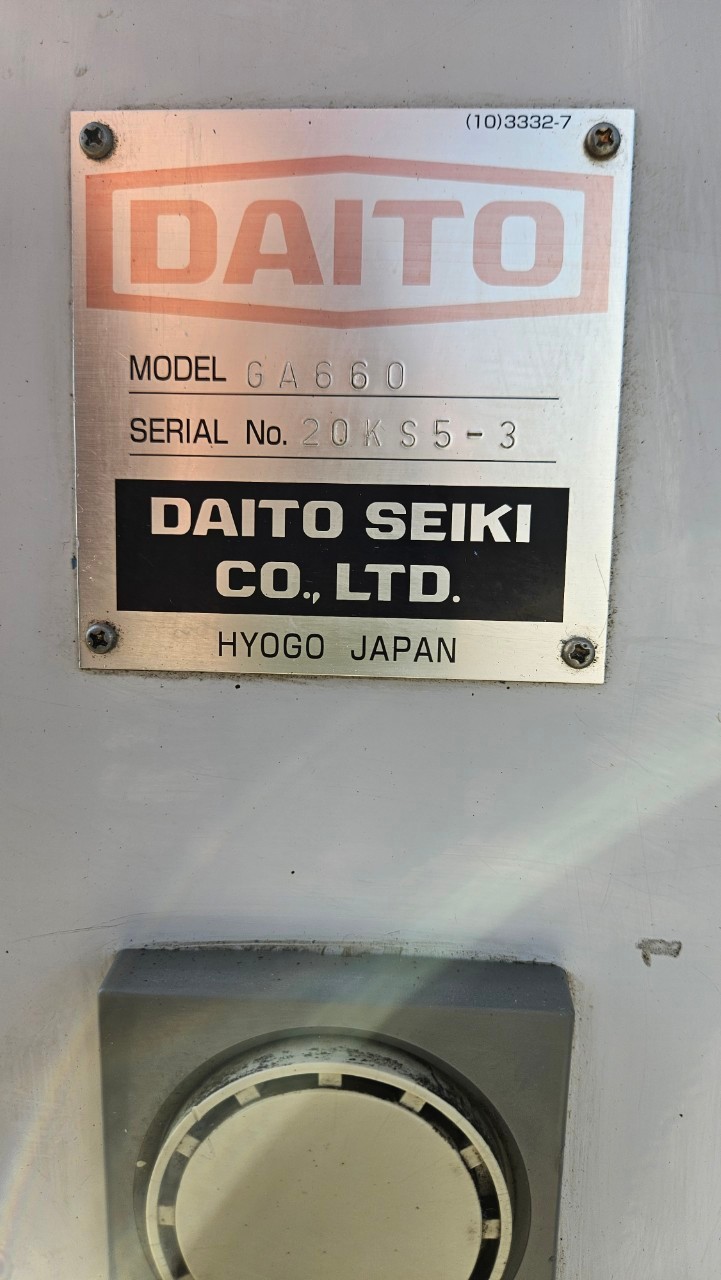 (10)3332-7
DAITO
MODEL GA660
SERIAL No. 20KS5-3
DAITO SEIKI
CO., LTD.
HYOGO JAPAN